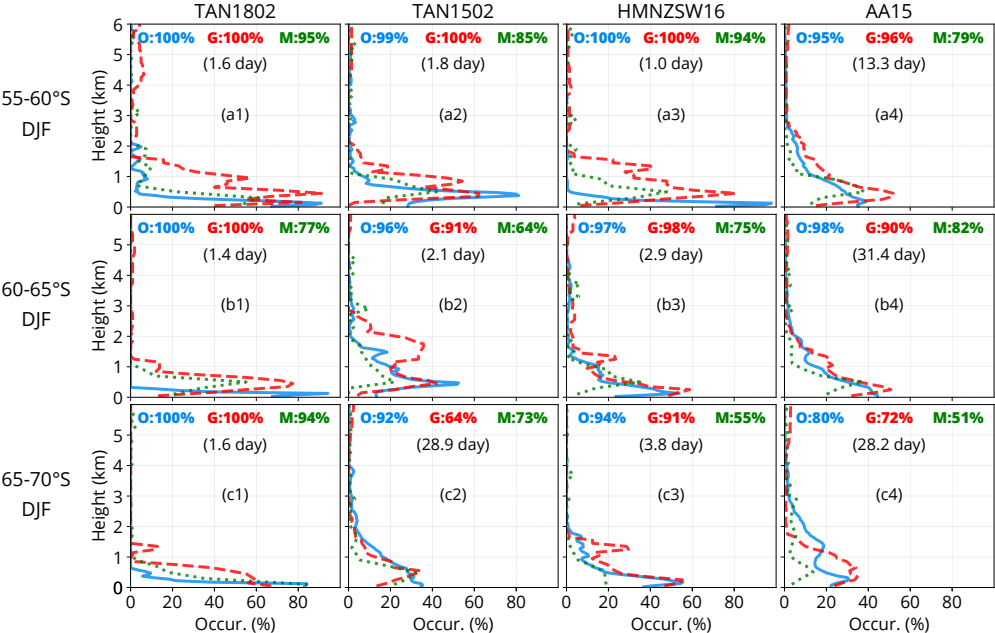 TAN1802 TAN1502 HMNZSW16 AA15
6 O:100% G:100% M:95% O:99% G:100% M:85% O:100% G:100% M:94% O:95% G:96% M:79%
5 (1.6 day) (1.8 day) (1.0 day) (13.3 day)
4
55-60°S
DJF
Height (km)
3 (a1) (a2) (a3) (a4)
2
1
0
O:100% G:100% M:77% O:96% G:91% M:64% O:97% G:98% M:75% O:98% G:90% M:82%
5 (1.4 day) (2.1 day) (2.9 day) (31.4 day)
4
60-65°S
DJF
Height (km)
3 (b1) (b2) (b3) (b4)
2
1
0
O:100% G:100% M:94% O:92% G:64% M:73% O:94% G:91% M:55% O:80% G:72% M:51%
5 (1.6 day) (28.9 day) (3.8 day) (28.2 day)
4
65-70°S
DJF
Height (km)
3 (c1) (c2) (c3) (c4)
2
1
0
0 20 40 60 80 0 20 40 60 80 0 20 40 60 80 0 20 40 60 80
Occur. (%) Occur. (%) Occur. (%) Occur. (%)